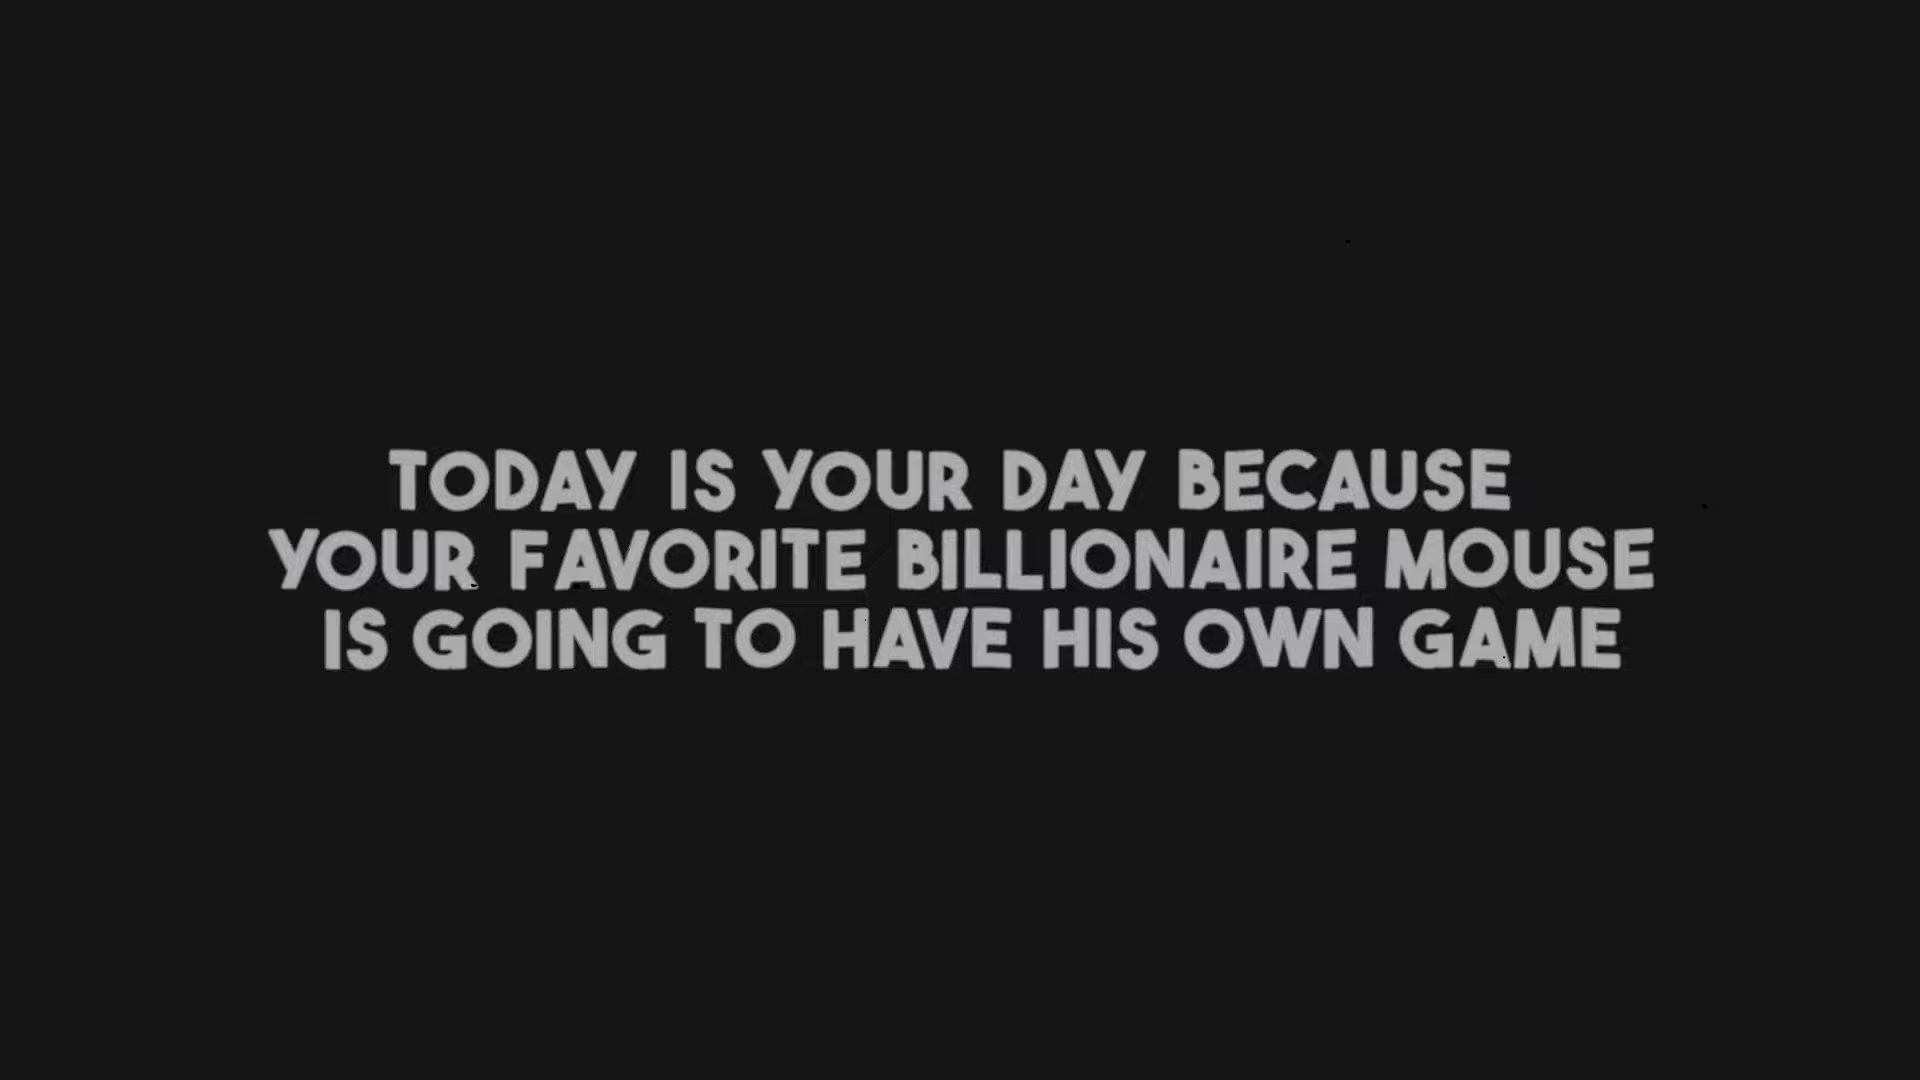 TODAY IS YOUR DAY BECAUSE
YOUR FAVORITE BILLIONAIRE MOUSE
IS GOING TO HAVE HIS OWN GAME